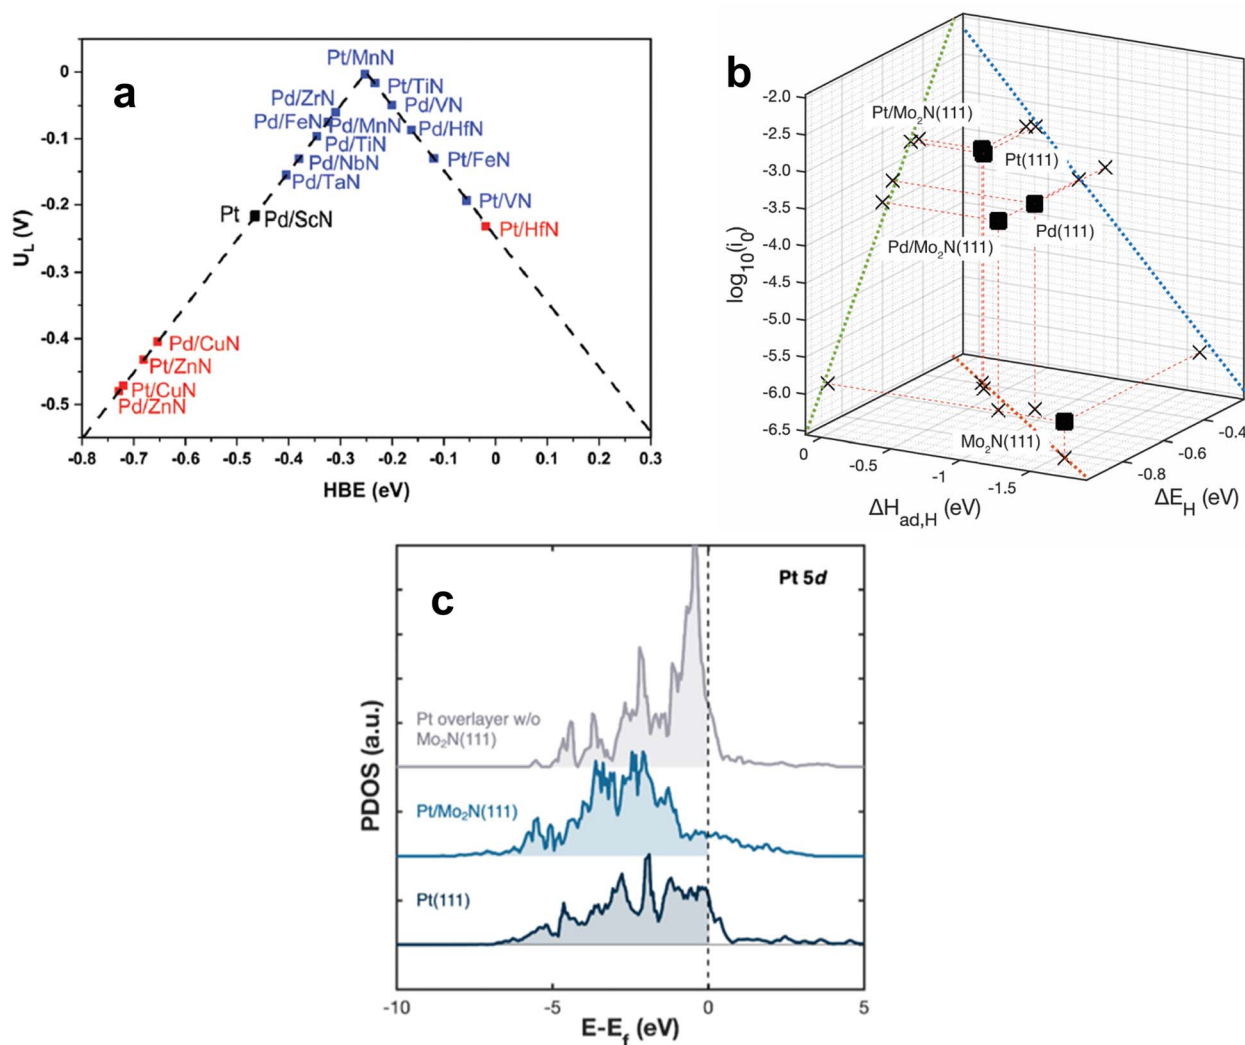 a
U_L (V)
0
-0.1
-0.2
-0.3
-0.4
-0.5
Pt/MnN
Pt/TiN
Pd/ZrN
Pd/VN
Pd/FeN
Pd/MnN
Pd/HfN
Pd/TiN
Pd/NbN
Pt/FeN
Pd/TaN
Pt/VN
Pt
Pd/ScN
Pt/HfN
Pd/CuN
Pt/ZnN
Pt/CuN
Pd/ZnN
-0.8 -0.7 -0.6 -0.5 -0.4 -0.3 -0.2 -0.1 0 0.1 0.2 0.3
HBE (eV)
b
log₁₀(i₀)
-2.0
-2.5
-3.0
-3.5
-4.0
-4.5
-5.0
-5.5
-6.0
-6.5
Pt/Mo₂N(111)
Pt(111)
Pd(111)
Pd/Mo₂N(111)
Mo₂N(111)
0 -0.5 -1 -1.5
ΔH_ad,H (eV)
-0.8 -0.6 -0.4
ΔE_H (eV)
c
Pt 5d
PDOS (a.u.)
Pt overlayer w/o
Mo₂N(111)
Pt/Mo₂N(111)
Pt(111)
-10 -5 0 5
E-E_f (eV)